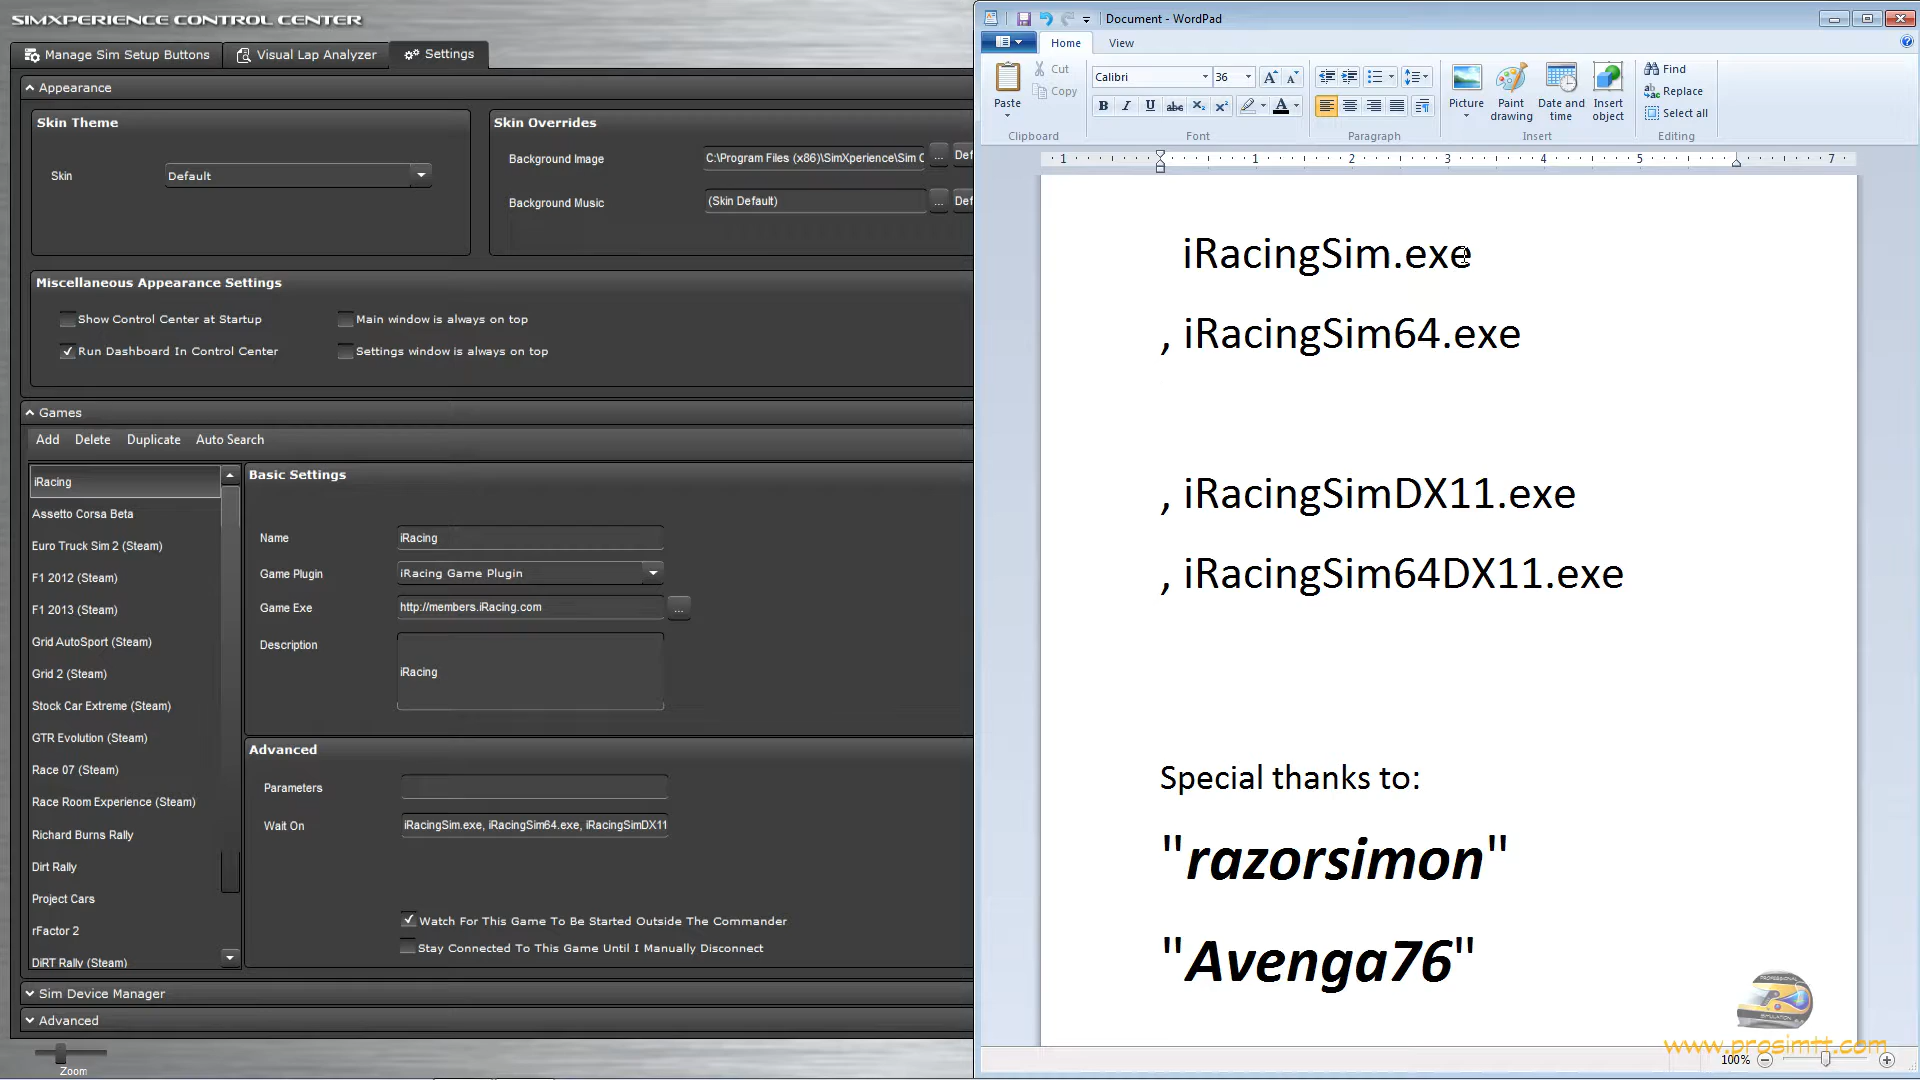 SIMXPERIENCE CONTROL CENTER
Manage Sim Setup Buttons
Visual Lap Analyzer
Settings
Appearance
Skin Theme
Skin
Default
Skin Overrides
Background Image
C:\Program Files (x86)\SimXperience\Sim C
...
Def
Background Music
(Skin Default)
...
Def
Miscellaneous Appearance Settings
Show Control Center at Startup
Main window is always on top
Run Dashboard In Control Center
Settings window is always on top
Games
Add Delete Duplicate Auto Search
iRacing
Assetto Corsa Beta
Euro Truck Sim 2 (Steam)
F1 2012 (Steam)
F1 2013 (Steam)
Grid AutoSport (Steam)
Grid 2 (Steam)
Stock Car Extreme (Steam)
GTR Evolution (Steam)
Race 07 (Steam)
Race Room Experience (Steam)
Richard Burns Rally
Dirt Rally
Project Cars
rFactor 2
DiRT Rally (Steam)
Basic Settings
Name
iRacing
Game Plugin
iRacing Game Plugin
Game Exe
http://members.iRacing.com
...
Description
iRacing
Advanced
Parameters
Wait On
iRacingSim.exe, iRacingSim64.exe, iRacingSimDX11
Watch For This Game To Be Started Outside The Commander
Stay Connected To This Game Until I Manually Disconnect
Sim Device Manager
Advanced
Zoom
Document - WordPad
Home
View
Paste
Cut
Copy
Clipboard
Calibri
36
Font
Paragraph
Picture
Paint drawing
Date and time
Insert object
Insert
Find
Replace
Select all
Editing
1 1 2 3 4 5 7
iRacingSim.exe
, iRacingSim64.exe
, iRacingSimDX11.exe
, iRacingSim64DX11.exe
Special thanks to:
"razorsimon"
"Avenga76"
www.prosimtt.com
100%